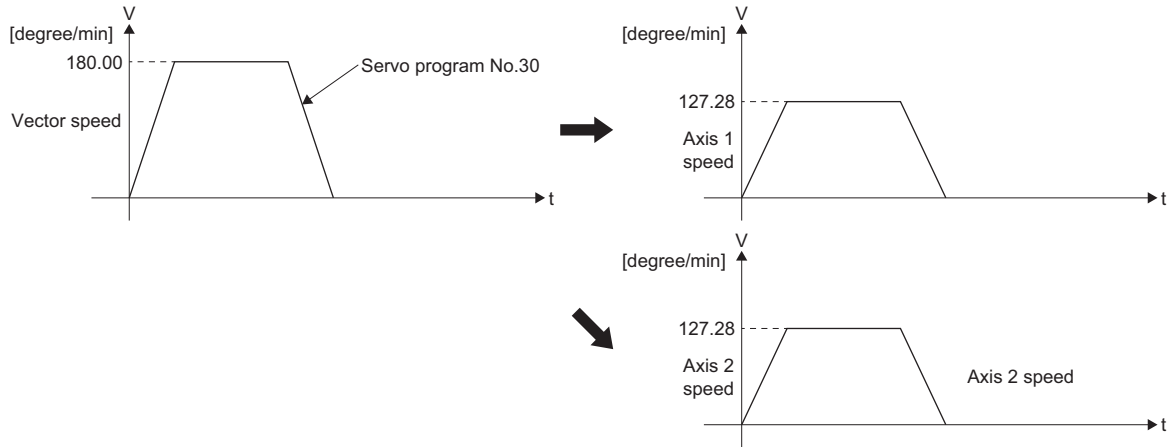 V
[degree/min]
180.00
Vector speed
Servo program No.30
t
V
[degree/min]
127.28
Axis 1
speed
t
V
[degree/min]
127.28
Axis 2
speed
Axis 2 speed
t